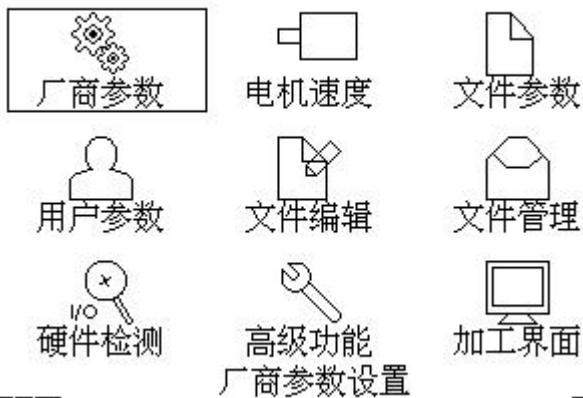 厂商参数 电机速度 文件参数
用户参数 文件编辑 文件管理
I/O
硬件检测 高级功能 加工界面
厂商参数设置